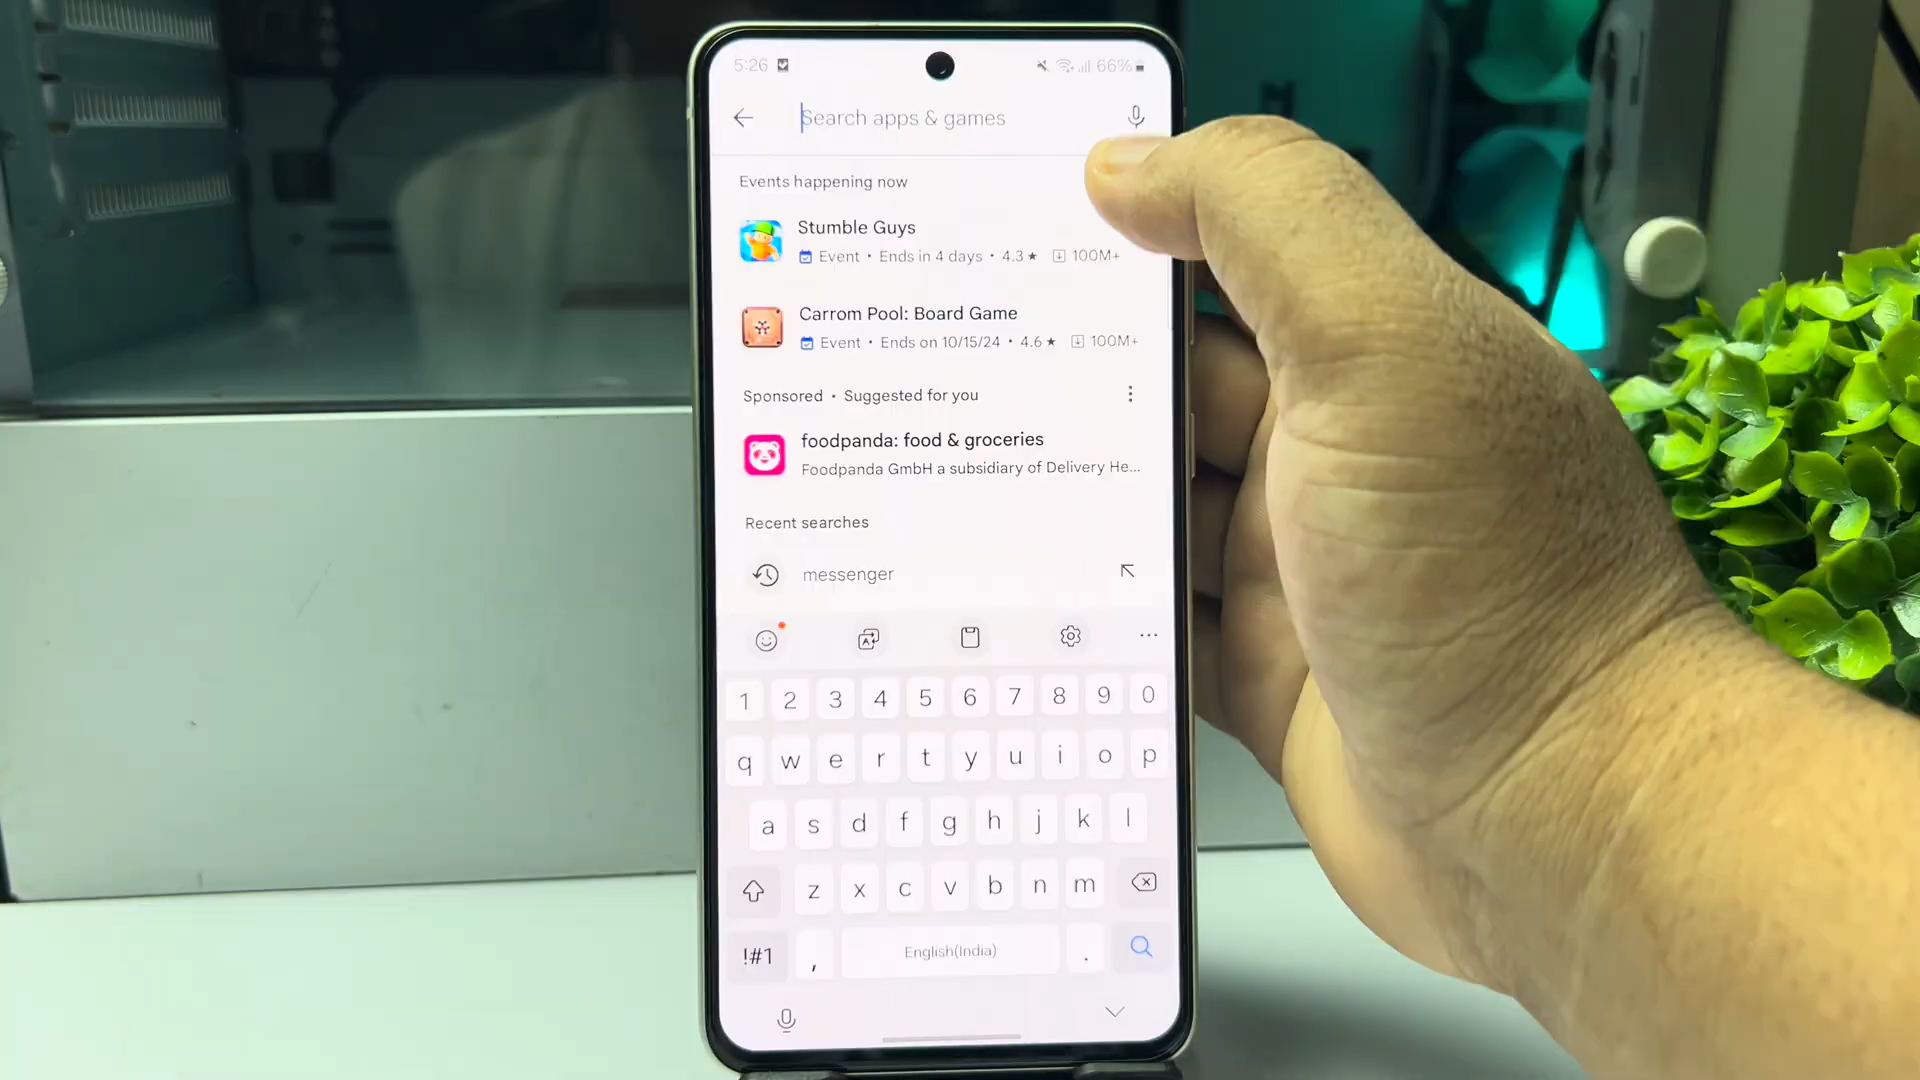 5:26
66%
Search apps & games
Events happening now
Stumble Guys
Event • Ends in 4 days • 4.3 ★ 100M+
Carrom Pool: Board Game
Event • Ends on 10/15/24 • 4.6 ★ 100M+
Sponsored • Suggested for you
foodpanda: food & groceries
Foodpanda GmbH a subsidiary of Delivery He...
Recent searches
messenger
1 2 3 4 5 6 7 8 9 0
q w e r t y u i o p
a s d f g h j k l
z x c v b n m
!#1 , English(India) .